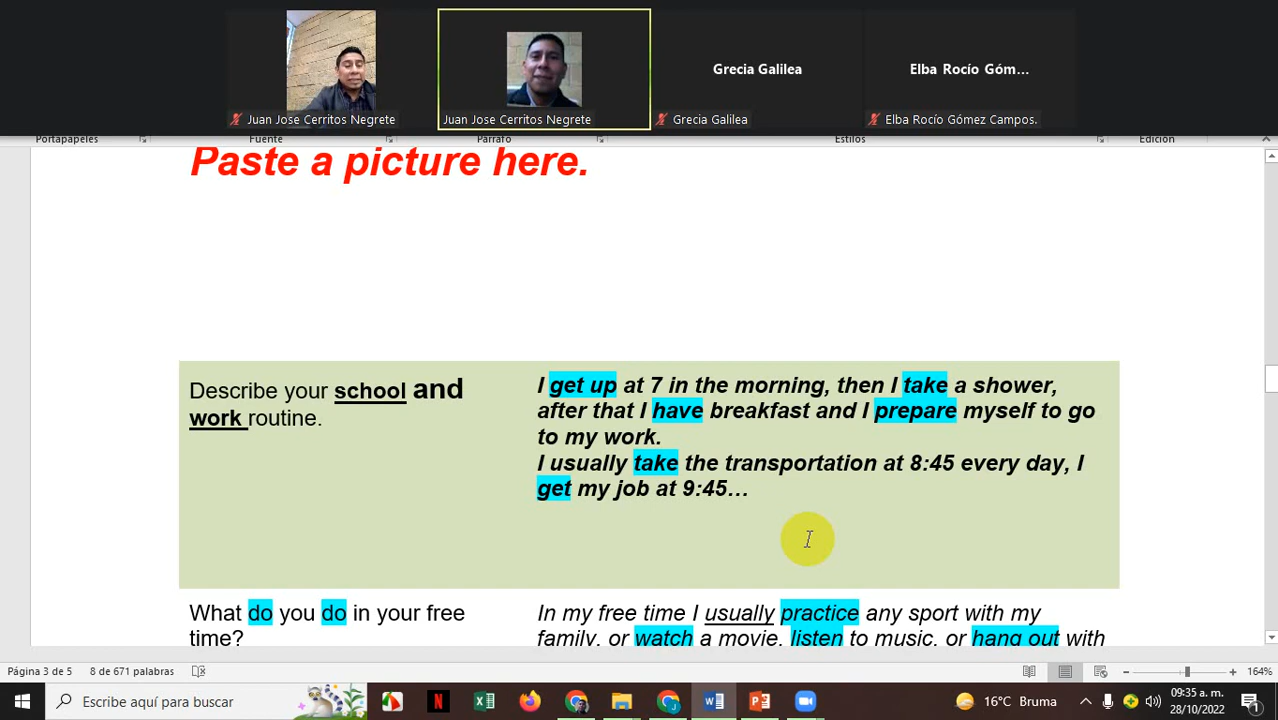 Grecia Galilea
Elba Rocío Góm...
Juan Jose Cerritos Negrete
Juan Jose Cerritos Negrete
Grecia Galilea
Elba Rocío Gómez Campos.
Portapapeles
Fuente
Párrafo
Estilos
Edición
Paste a picture here.
Describe your school and
work routine.
I get up at 7 in the morning, then I take a shower,
after that I have breakfast and I prepare myself to go
to my work.
I usually take the transportation at 8:45 every day, I
get my job at 9:45…
What do you do in your free
time?
In my free time I usually practice any sport with my
family, or watch a movie, listen to music, or hang out with
Página 3 de 5
8 de 671 palabras
164%
Escribe aquí para buscar
16°C Bruma
09:35 a. m.
28/10/2022
1